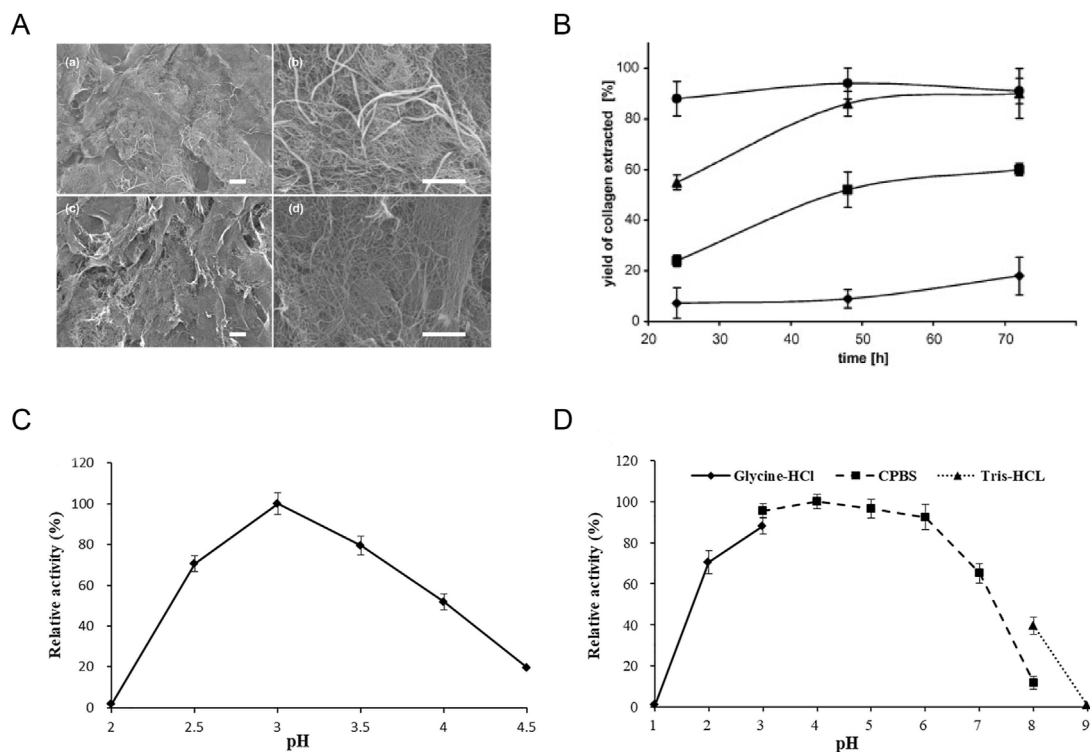 A
(a)
(b)
(c)
(d)
B
yield of collagen extracted [%]
100
80
60
40
20
0
20 30 40 50 60 70
time [h]
C
Relative activity (%)
120
100
80
60
40
20
0
2 2.5 3 3.5 4 4.5
pH
D
Glycine-HCl CPBS Tris-HCL
Relative activity (%)
120
100
80
60
40
20
0
1 2 3 4 5 6 7 8 9
pH